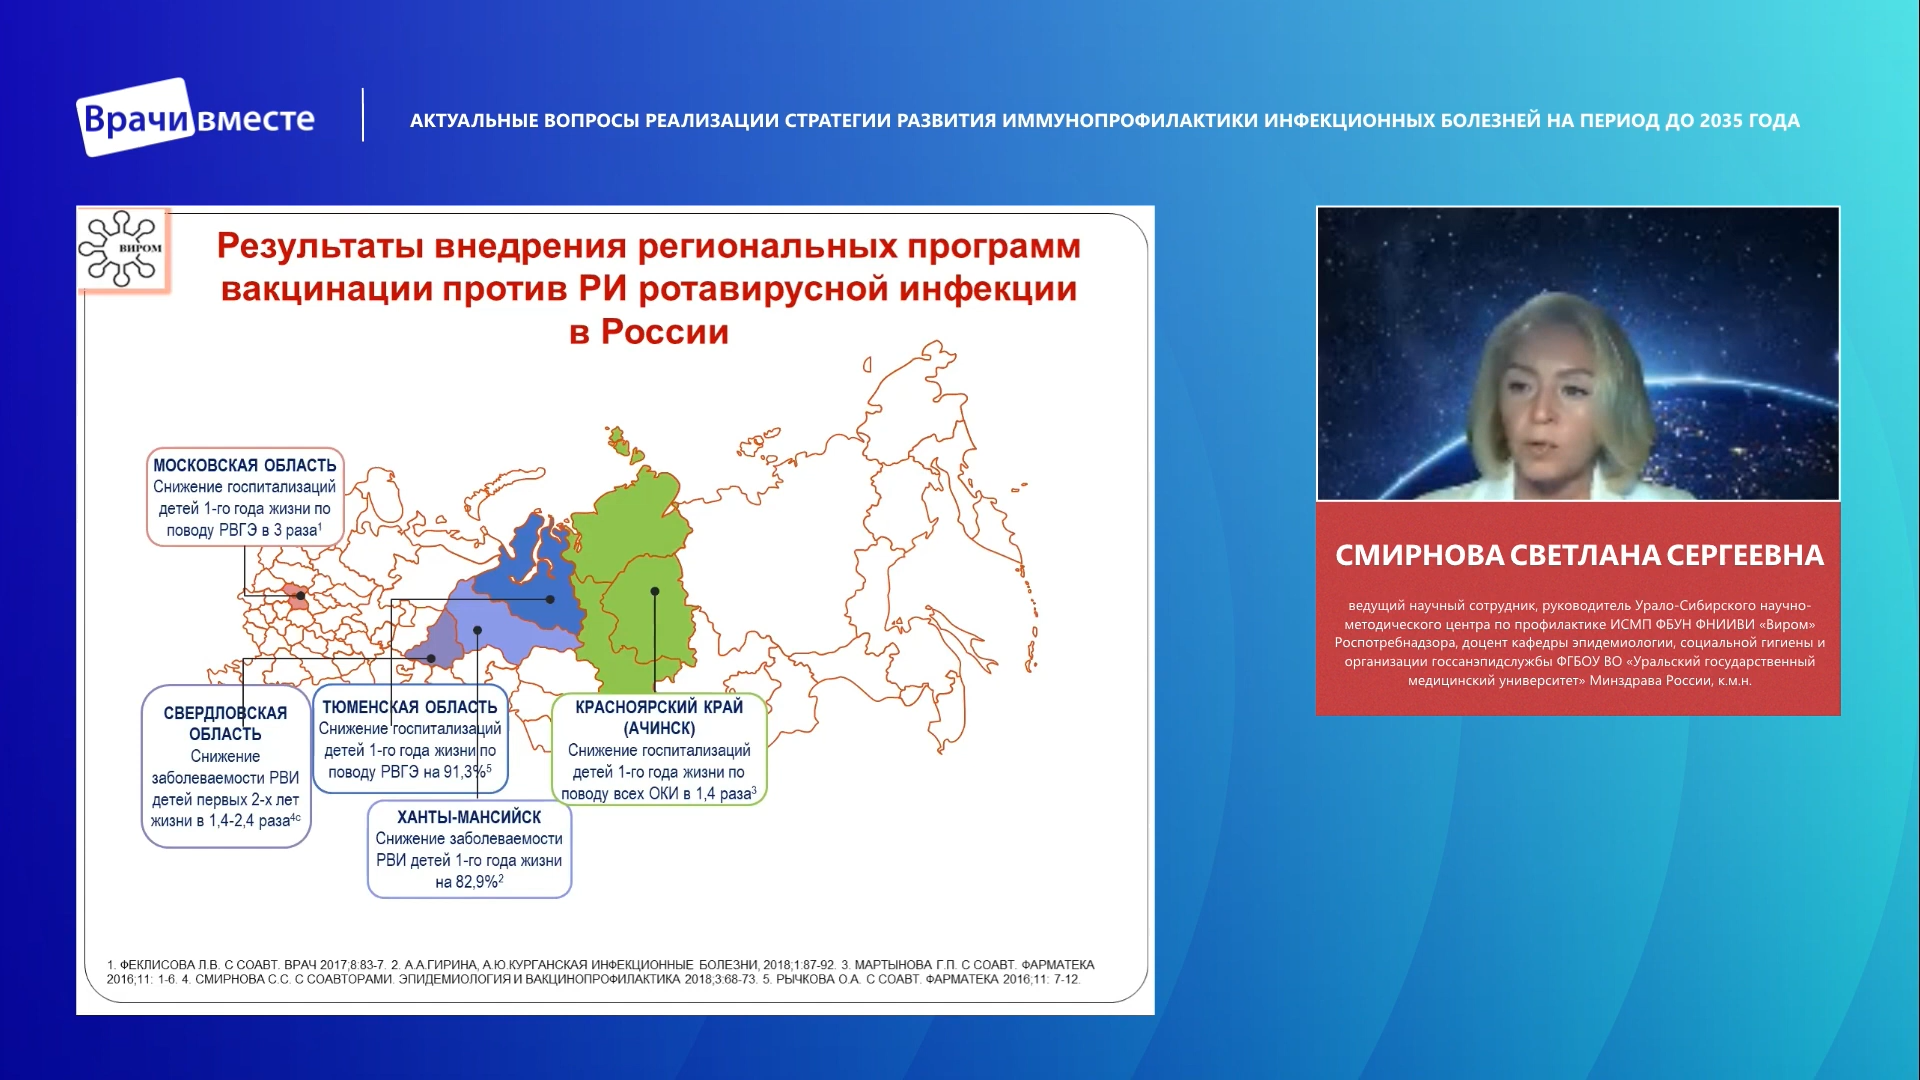 Врачи вместе
АКТУАЛЬНЫЕ ВОПРОСЫ РЕАЛИЗАЦИИ СТРАТЕГИИ РАЗВИТИЯ ИММУНОПРОФИЛАКТИКИ ИНФЕКЦИОННЫХ БОЛЕЗНЕЙ НА ПЕРИОД ДО 2035 ГОДА
ВИРОМ
Результаты внедрения региональных программ
вакцинации против РИ ротавирусной инфекции
в России
МОСКОВСКАЯ ОБЛАСТЬ
Снижение госпитализаций
детей 1-го года жизни по
поводу РВГЭ в 3 раза¹
СВЕРДЛОВСКАЯ
ОБЛАСТЬ
Снижение
заболеваемости РВИ
детей первых 2-х лет
жизни в 1,4-2,4 раза⁴ᶜ
ТЮМЕНСКАЯ ОБЛАСТЬ
Снижение госпитализаций
детей 1-го года жизни по
поводу РВГЭ на 91,3%⁵
ХАНТЫ-МАНСИЙСК
Снижение заболеваемости
РВИ детей 1-го года жизни
на 82,9%²
КРАСНОЯРСКИЙ КРАЙ
(АЧИНСК)
Снижение госпитализаций
детей 1-го года жизни по
поводу всех ОКИ в 1,4 раза³
1. ФЕКЛИСОВА Л.В. С СОАВТ. ВРАЧ 2017;8:83-7. 2. А.А.ГИРИНА, А.Ю.КУРГАНСКАЯ ИНФЕКЦИОННЫЕ БОЛЕЗНИ, 2018;1:87-92. 3. МАРТЫНОВА Г.П. С СОАВТ. ФАРМАТЕКА
2016;11: 1-6. 4. СМИРНОВА С.С. С СОАВТОРАМИ. ЭПИДЕМИОЛОГИЯ И ВАКЦИНОПРОФИЛАКТИКА 2018;3:68-73. 5. РЫЧКОВА О.А. С СОАВТ. ФАРМАТЕКА 2016;11: 7-12.
СМИРНОВА СВЕТЛАНА СЕРГЕЕВНА
ведущий научный сотрудник, руководитель Урало-Сибирского научно-
методического центра по профилактике ИСМП ФБУН ФНИИВИ «Виром»
Роспотребнадзора, доцент кафедры эпидемиологии, социальной гигиены и
организации госсанэпидслужбы ФГБОУ ВО «Уральский государственный
медицинский университет» Минздрава России, к.м.н.